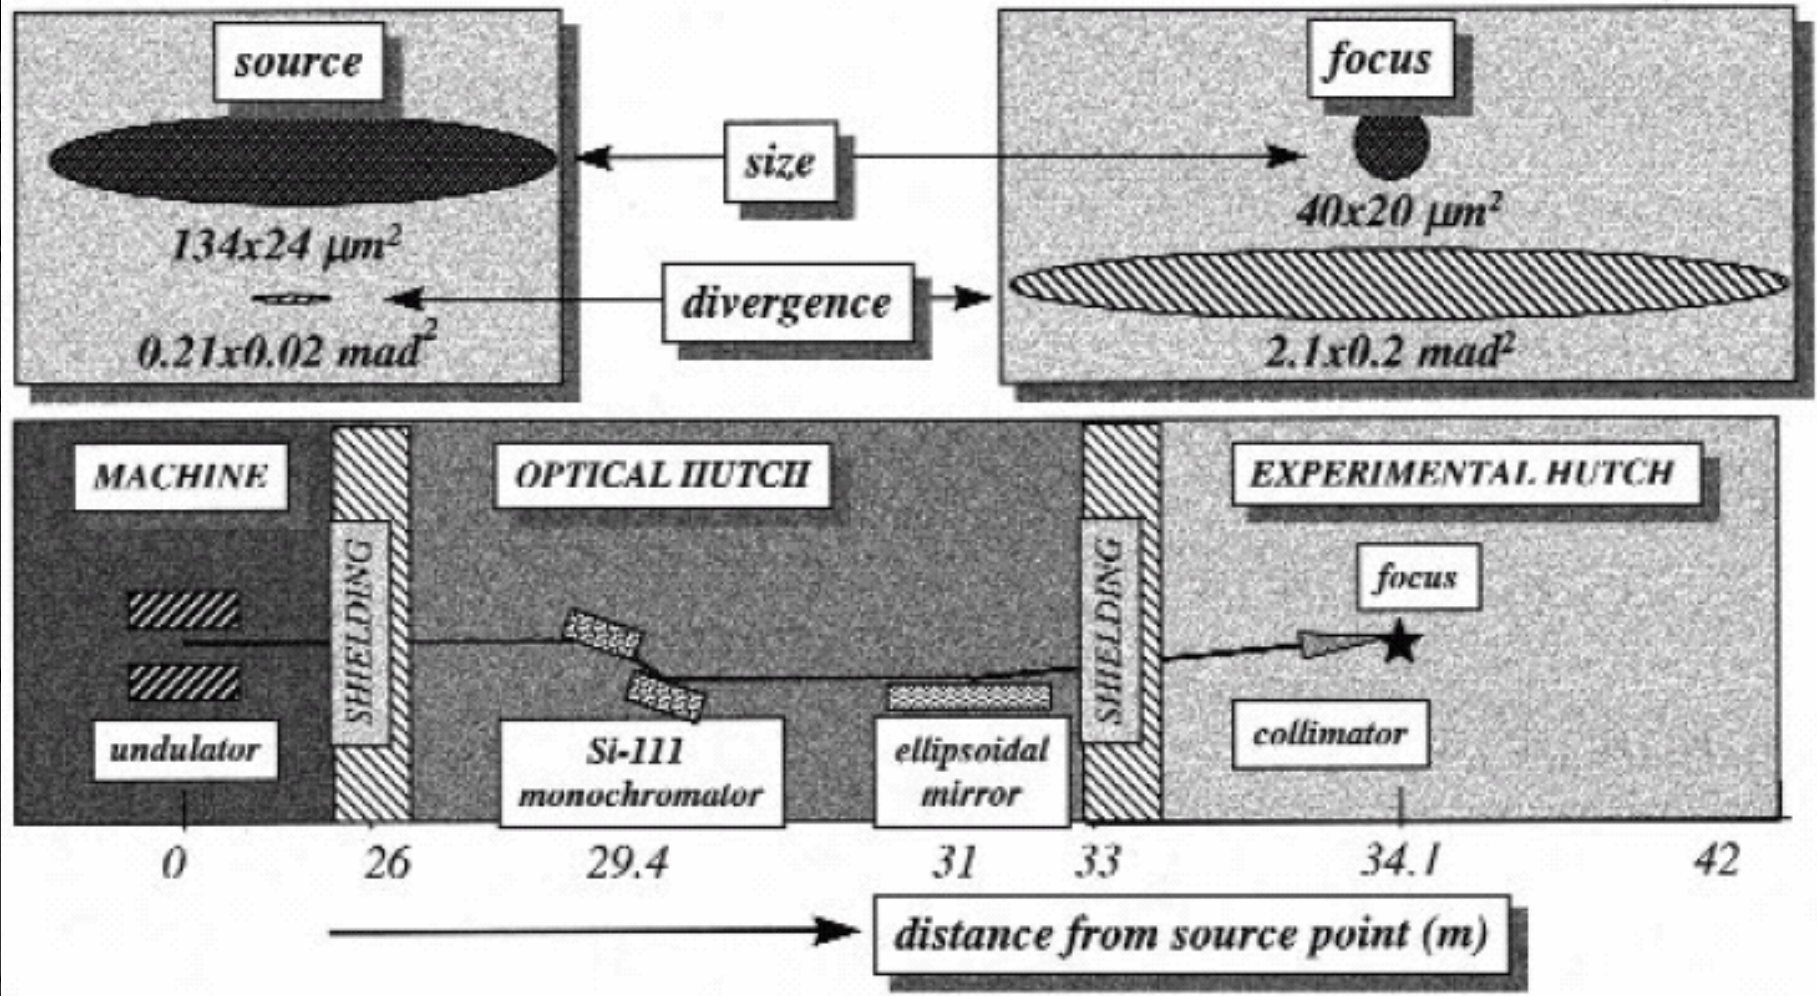 source
focus
size
134x24 μm²
40x20 μm²
divergence
0.21x0.02 mad²
2.1x0.2 mad²
MACHINE
OPTICAL HUTCH
EXPERIMENTAL HUTCH
SHIELDING
SHIELDING
focus
undulator
Si-111
monochromator
ellipsoidal
mirror
collimator
0 26 29.4 31 33 34.1 42
distance from source point (m)